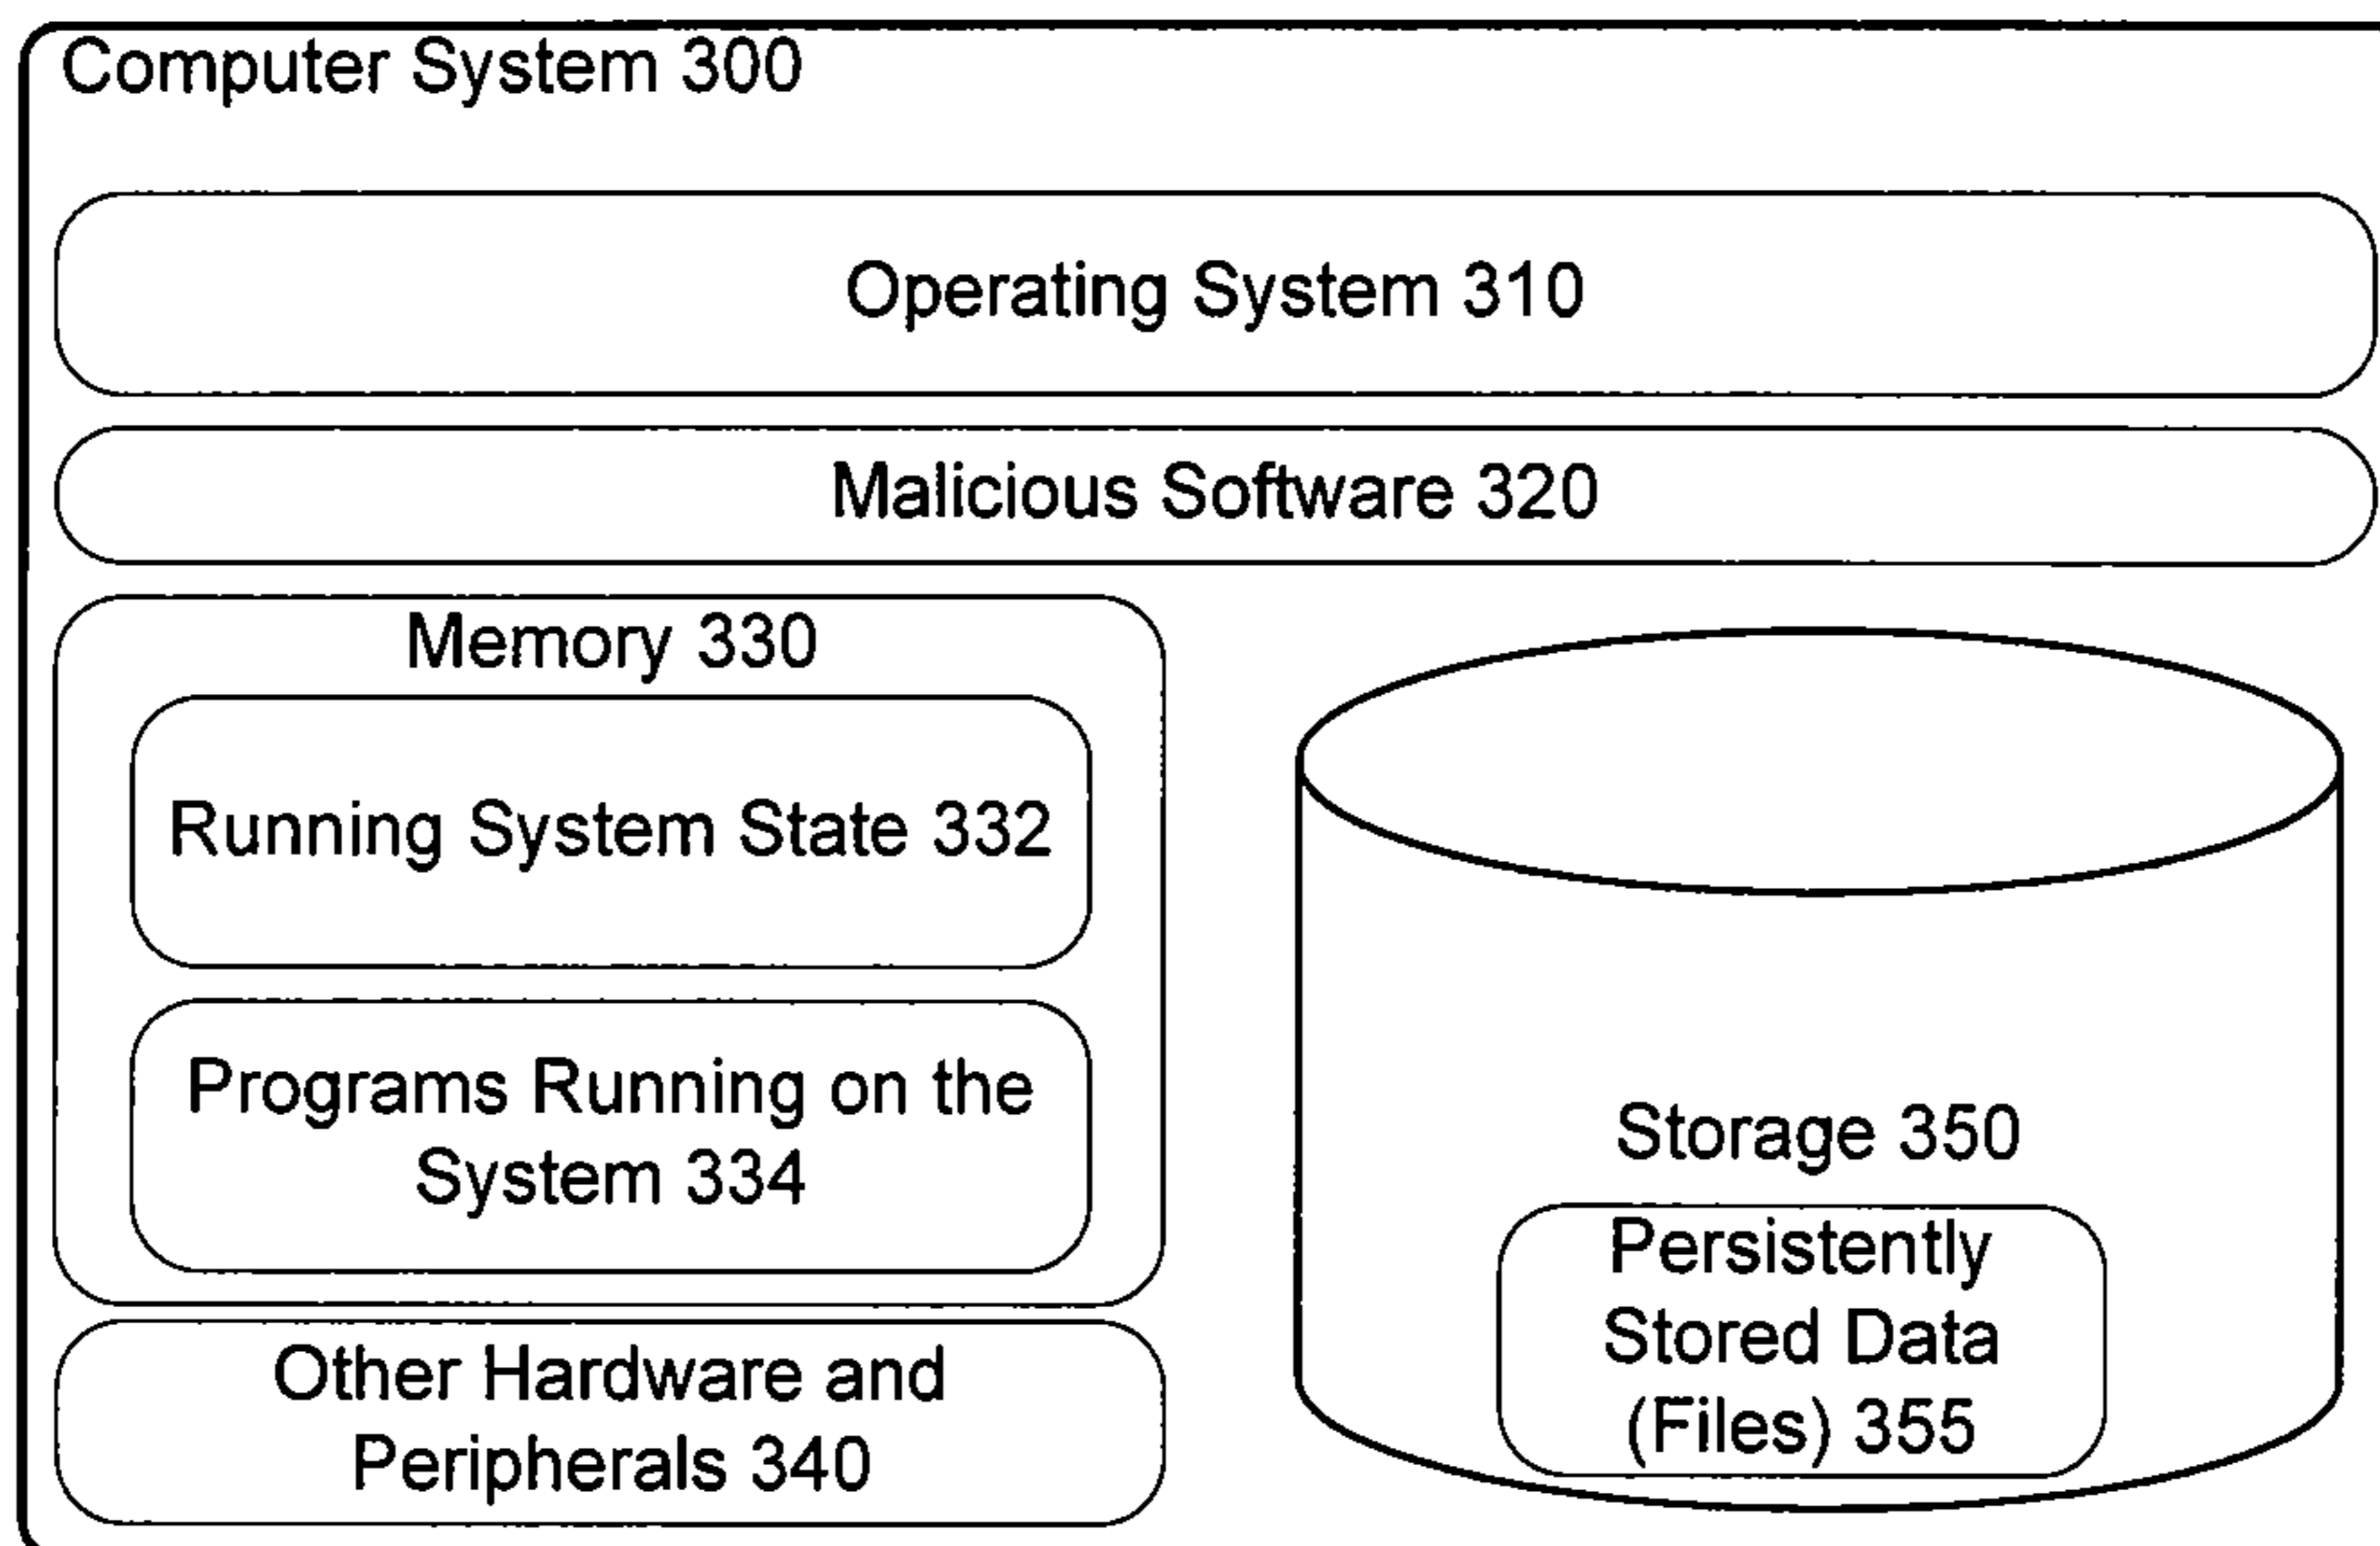 Computer System 300
Operating System 310
Malicious Software 320
Memory 330
Running System State 332
Programs Running on the
System 334
Other Hardware and
Peripherals 340
Storage 350
Persistently
Stored Data
(Files) 355